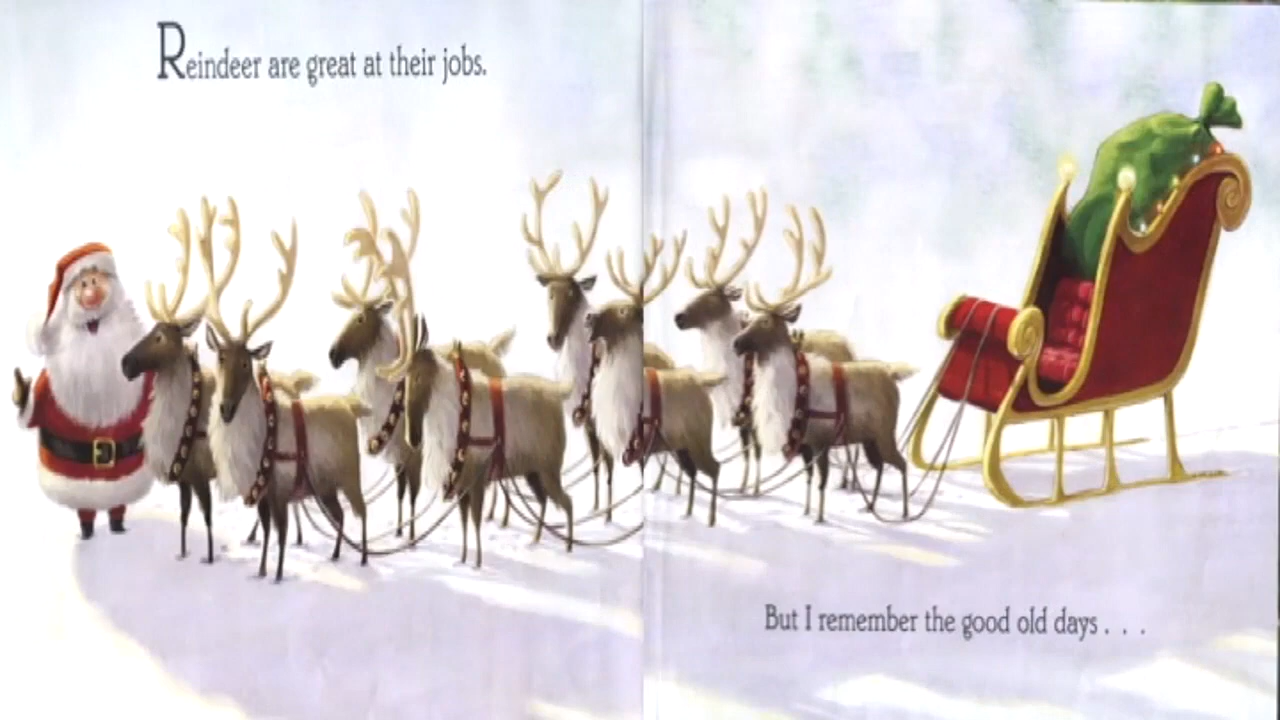 Reindeer are great at their jobs.
But I remember the good old days . . .